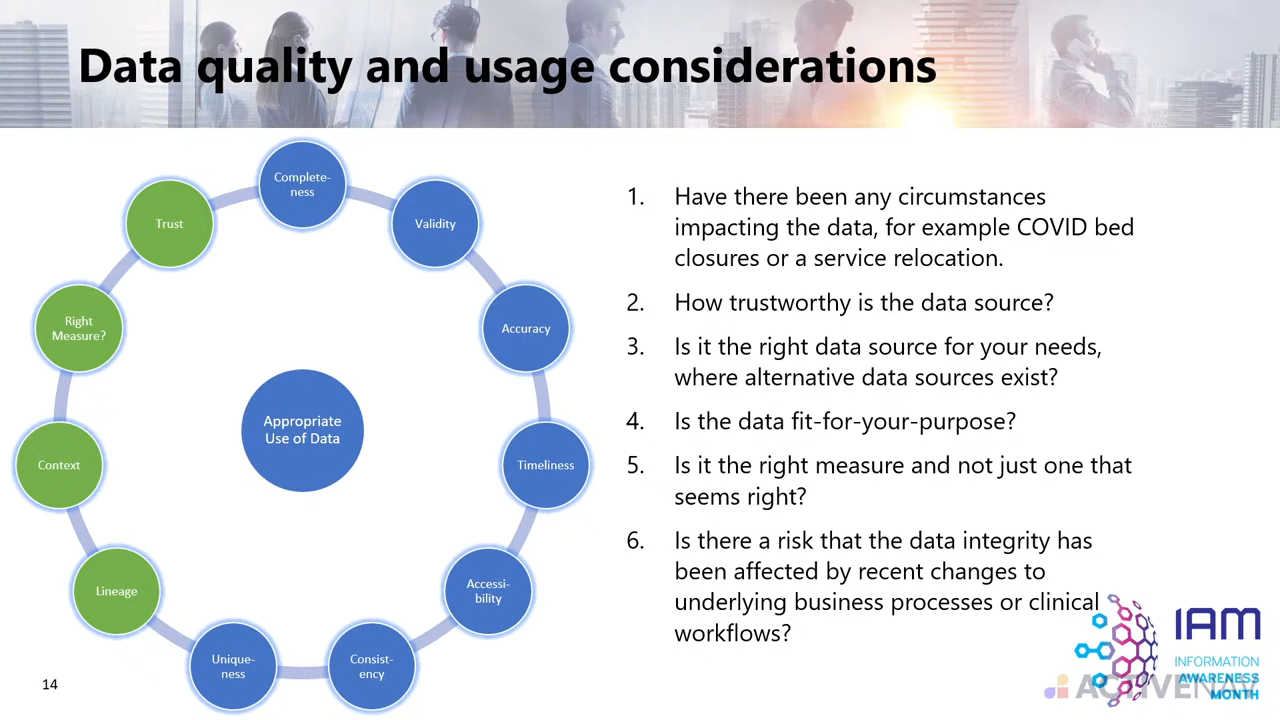 Data quality and usage considerations
Complete-
ness
Trust
Validity
Right
Measure?
Accuracy
Appropriate
Use of Data
Context
Timeliness
Lineage
Accessi-
bility
Unique-
ness
Consist-
ency
1. Have there been any circumstances
impacting the data, for example COVID bed
closures or a service relocation.
2. How trustworthy is the data source?
3. Is it the right data source for your needs,
where alternative data sources exist?
4. Is the data fit-for-your-purpose?
5. Is it the right measure and not just one that
seems right?
6. Is there a risk that the data integrity has
been affected by recent changes to
underlying business processes or clinical
workflows?
14
IAM
INFORMATION
AWARENESS
MONTH
ACTIVENAV